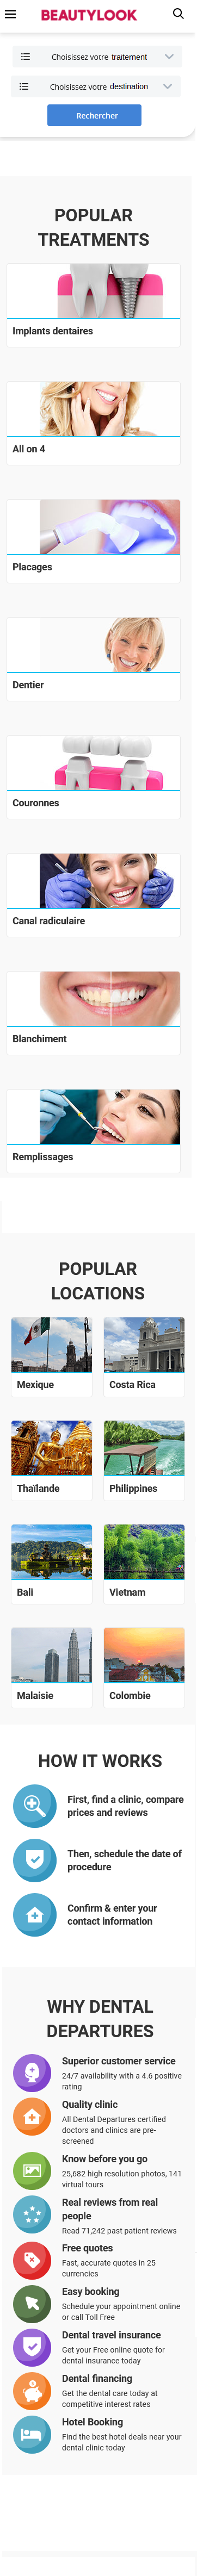 BEAUTYLOOK
Choisissez votre traitement
Choisissez votre destination
Rechercher
POPULAR
TREATMENTS
Implants dentaires
All on 4
Placages
Dentier
Couronnes
Canal radiculaire
Blanchiment
Remplissages
POPULAR
LOCATIONS
Mexique
Costa Rica
Thaïlande
Philippines
Bali
Vietnam
Malaisie
Colombie
HOW IT WORKS
First, find a clinic, compare
prices and reviews
Then, schedule the date of
procedure
Confirm & enter your
contact information
WHY DENTAL
DEPARTURES
Superior customer service
24/7 availability with a 4.6 positive
rating
Quality clinic
All Dental Departures certified
doctors and clinics are pre-
screened
Know before you go
25,682 high resolution photos, 141
virtual tours
Real reviews from real
people
Read 71,242 past patient reviews
Free quotes
Fast, accurate quotes in 25
currencies
Easy booking
Schedule your appointment online
or call Toll Free
Dental travel insurance
Get your Free online quote for
dental insurance today
Dental financing
Get the dental care today at
competitive interest rates
Hotel Booking
Find the best hotel deals near your
dental clinic today